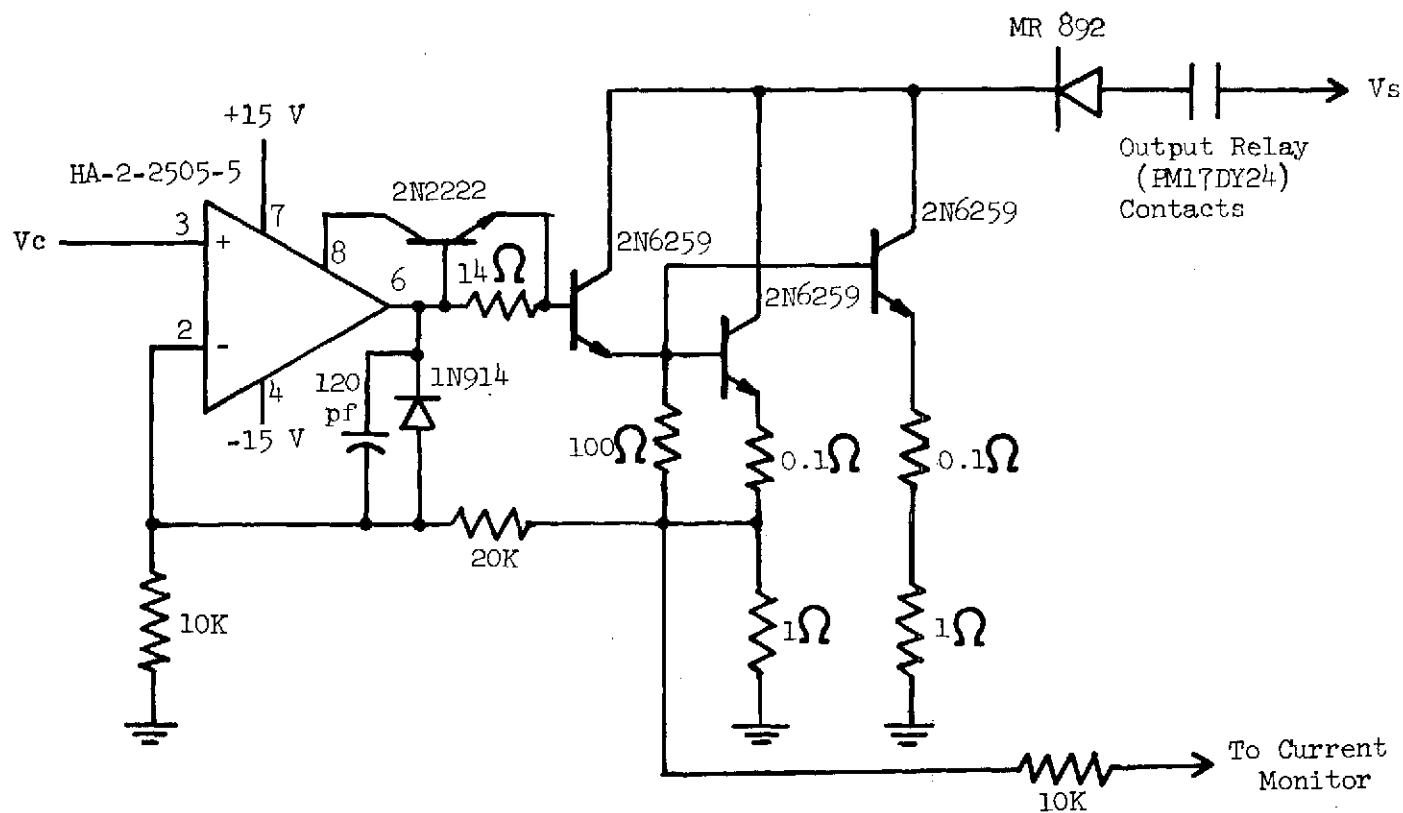 MR 892
Vs
Output Relay
(PM17DY24)
Contacts
+15 V
HA-2-2505-5
7
8
2N2222
3
+
Vc
6
14Ω
2N6259
2N6259
2N6259
2
-
4
-15 V
120
pf
1N914
100Ω
0.1Ω
0.1Ω
20K
10K
1Ω
1Ω
To Current
Monitor
10K